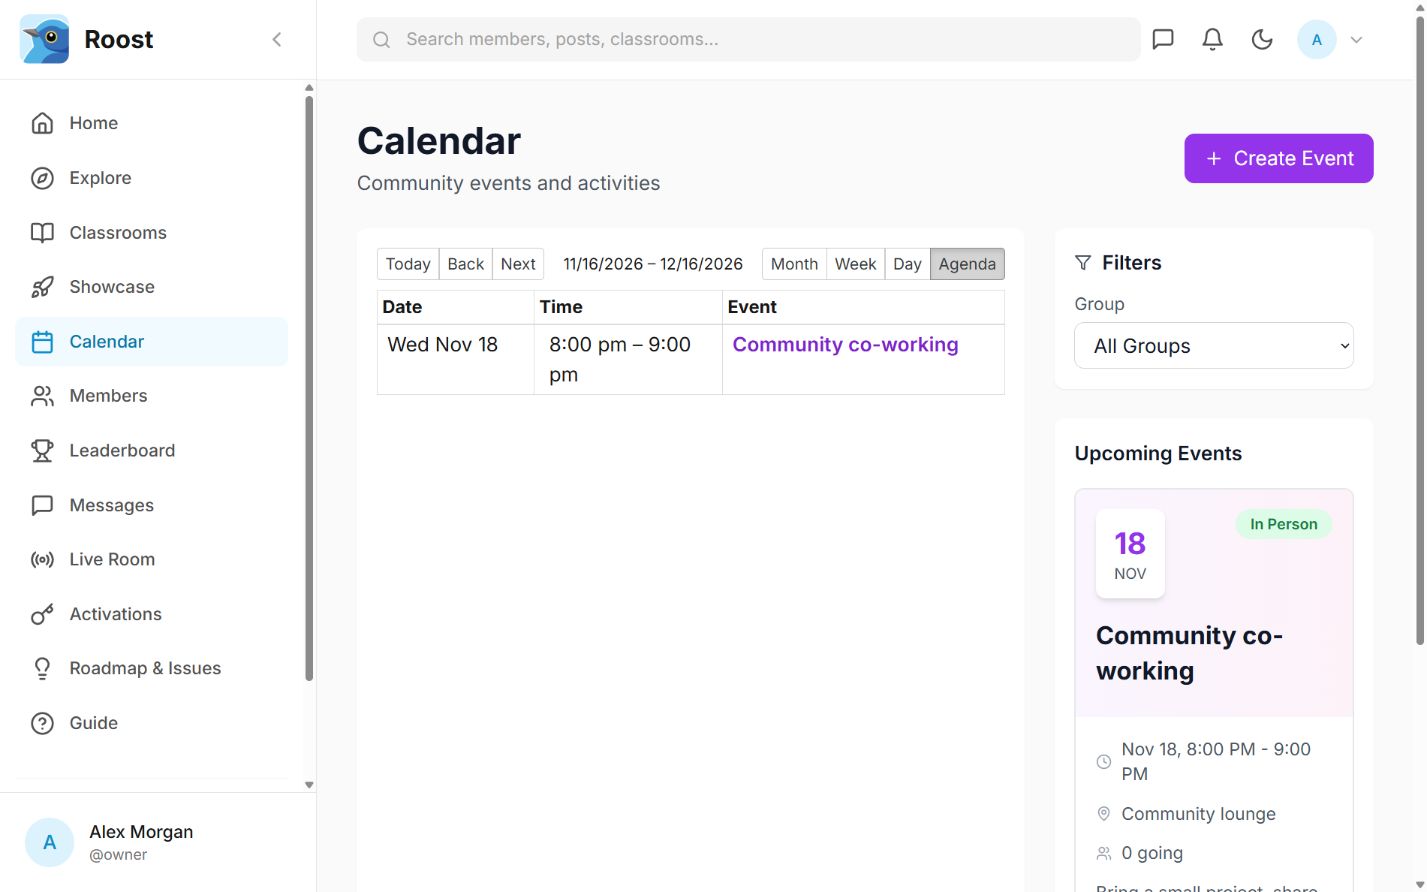 Roost
Search members, posts, classrooms...
A
Home
Explore
Classrooms
Showcase
Calendar
Members
Leaderboard
Messages
Live Room
Activations
Roadmap & Issues
Guide
A
Alex Morgan
@owner
Calendar
Community events and activities
+ Create Event
Today Back Next 11/16/2026 – 12/16/2026 Month Week Day Agenda
Date Time Event
Wed Nov 18 8:00 pm – 9:00 Community co-working
pm
Filters
Group
All Groups
Upcoming Events
18
NOV
In Person
Community co-
working
Nov 18, 8:00 PM - 9:00
PM
Community lounge
0 going
Bring a small project, share